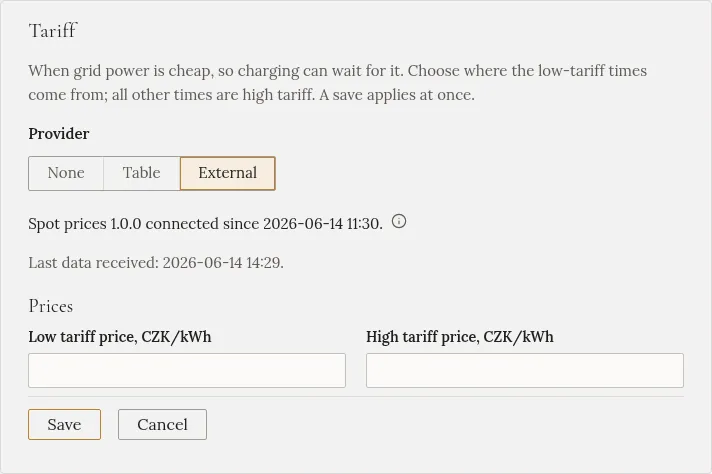 Tariff
When grid power is cheap, so charging can wait for it. Choose where the low-tariff times
come from; all other times are high tariff. A save applies at once.
Provider
None Table External
Spot prices 1.0.0 connected since 2026-06-14 11:30.
Last data received: 2026-06-14 14:29.
Prices
Low tariff price, CZK/kWh High tariff price, CZK/kWh
Save Cancel